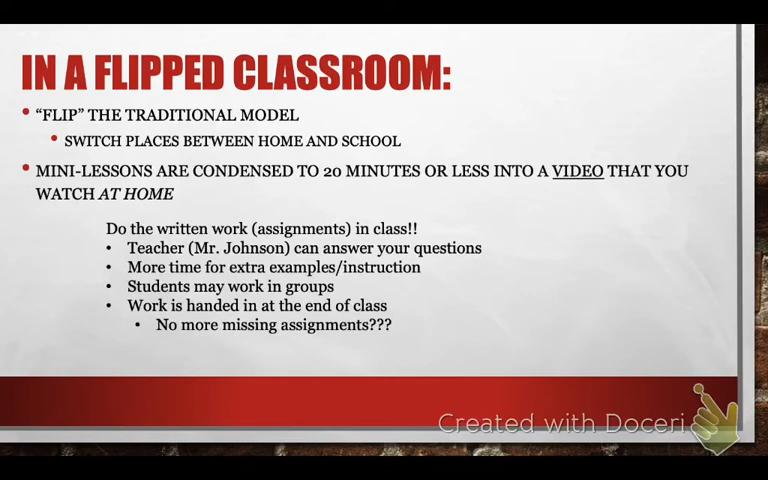 IN A FLIPPED CLASSROOM:
• "FLIP" THE TRADITIONAL MODEL
• SWITCH PLACES BETWEEN HOME AND SCHOOL
• MINI-LESSONS ARE CONDENSED TO 20 MINUTES OR LESS INTO A VIDEO THAT YOU
WATCH AT HOME
Do the written work (assignments) in class!!
• Teacher (Mr. Johnson) can answer your questions
• More time for extra examples/instruction
• Students may work in groups
• Work is handed in at the end of class
• No more missing assignments???
Created with Doceri